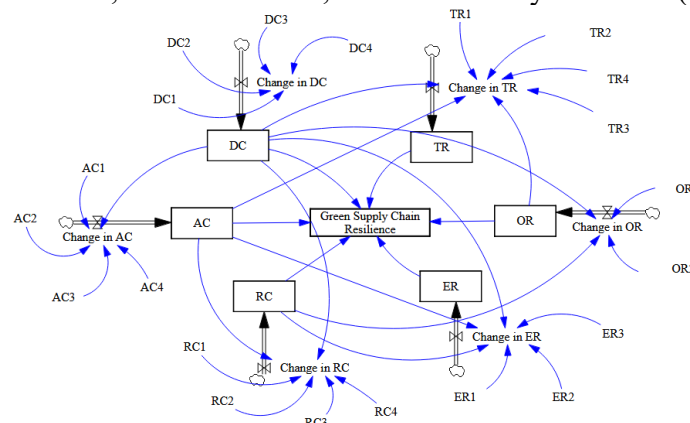 DC3
TR1
DC2
DC4
TR2
Change in DC
Change in TR
TR4
DC1
TR3
DC
TR
AC1
AC2
Change in AC
AC
Green Supply Chain
Resilience
OR
Change in OR
AC3
AC4
RC
ER
RC1
Change in RC
Change in ER
ER3
RC2
RC3
RC4
ER1
ER2